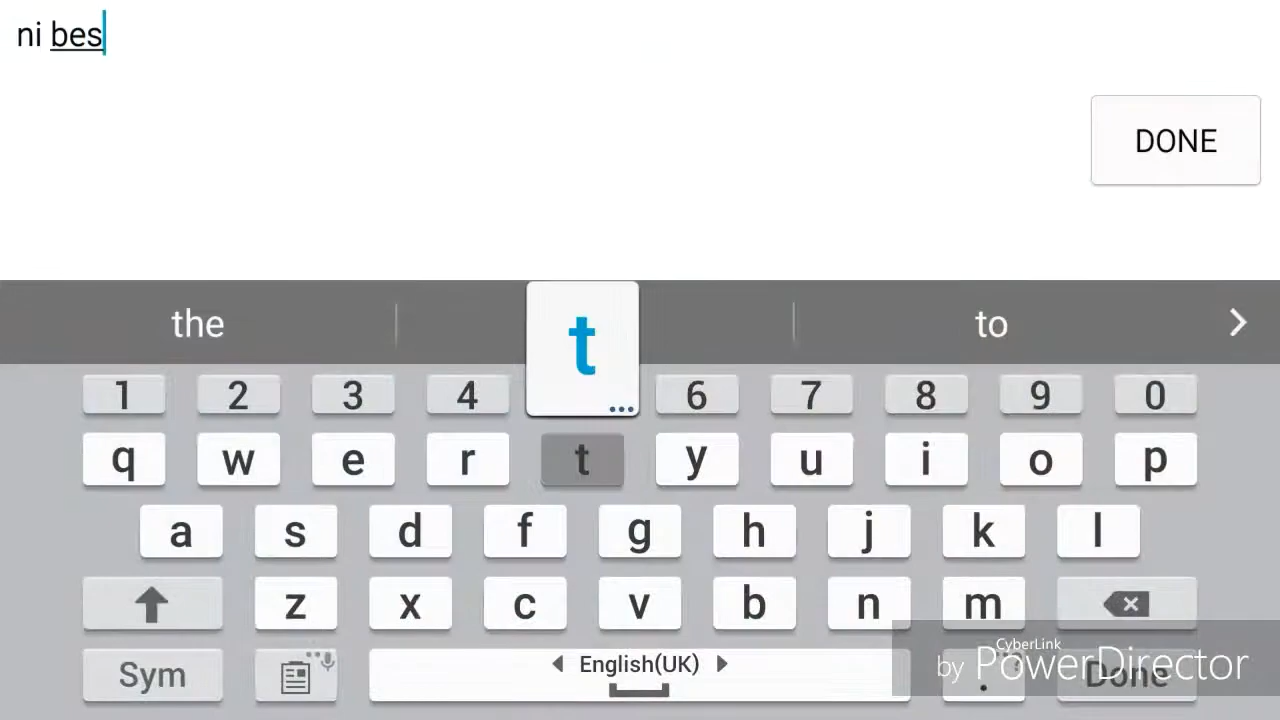 ni bes
DONE
the
t
to
1 2 3 4 6 7 8 9 0
q w e r t y u i o p
a s d f g h j k l
z x c v b n m
Sym
English(UK)
.
Done
CyberLink
by PowerDirector